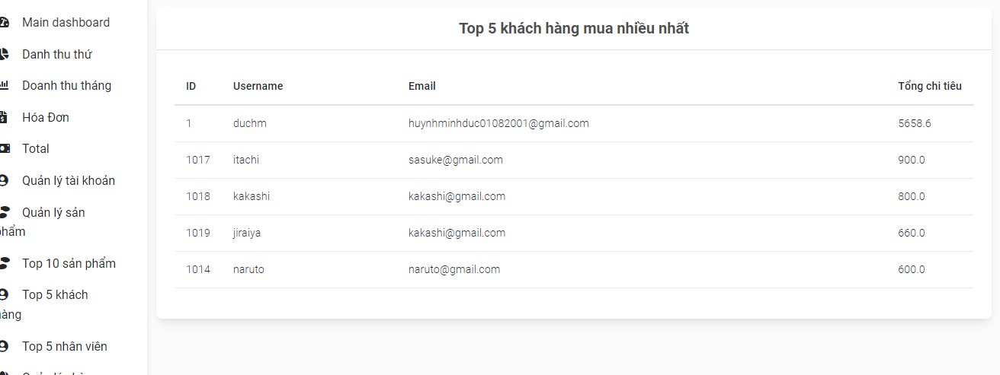 Main dashboard
Danh thu thứ
Doanh thu tháng
Hóa Đơn
Total
Quản lý tài khoản
Quản lý sản
phẩm
Top 10 sản phẩm
Top 5 khách
hàng
Top 5 nhân viên
Top 5 khách hàng mua nhiều nhất
ID Username Email Tổng chi tiêu
1 duchm huynhminhduc01082001@gmail.com 5658.6
1017 itachi sasuke@gmail.com 900.0
1018 kakashi kakashi@gmail.com 800.0
1019 jiraiya kakashi@gmail.com 660.0
1014 naruto naruto@gmail.com 600.0